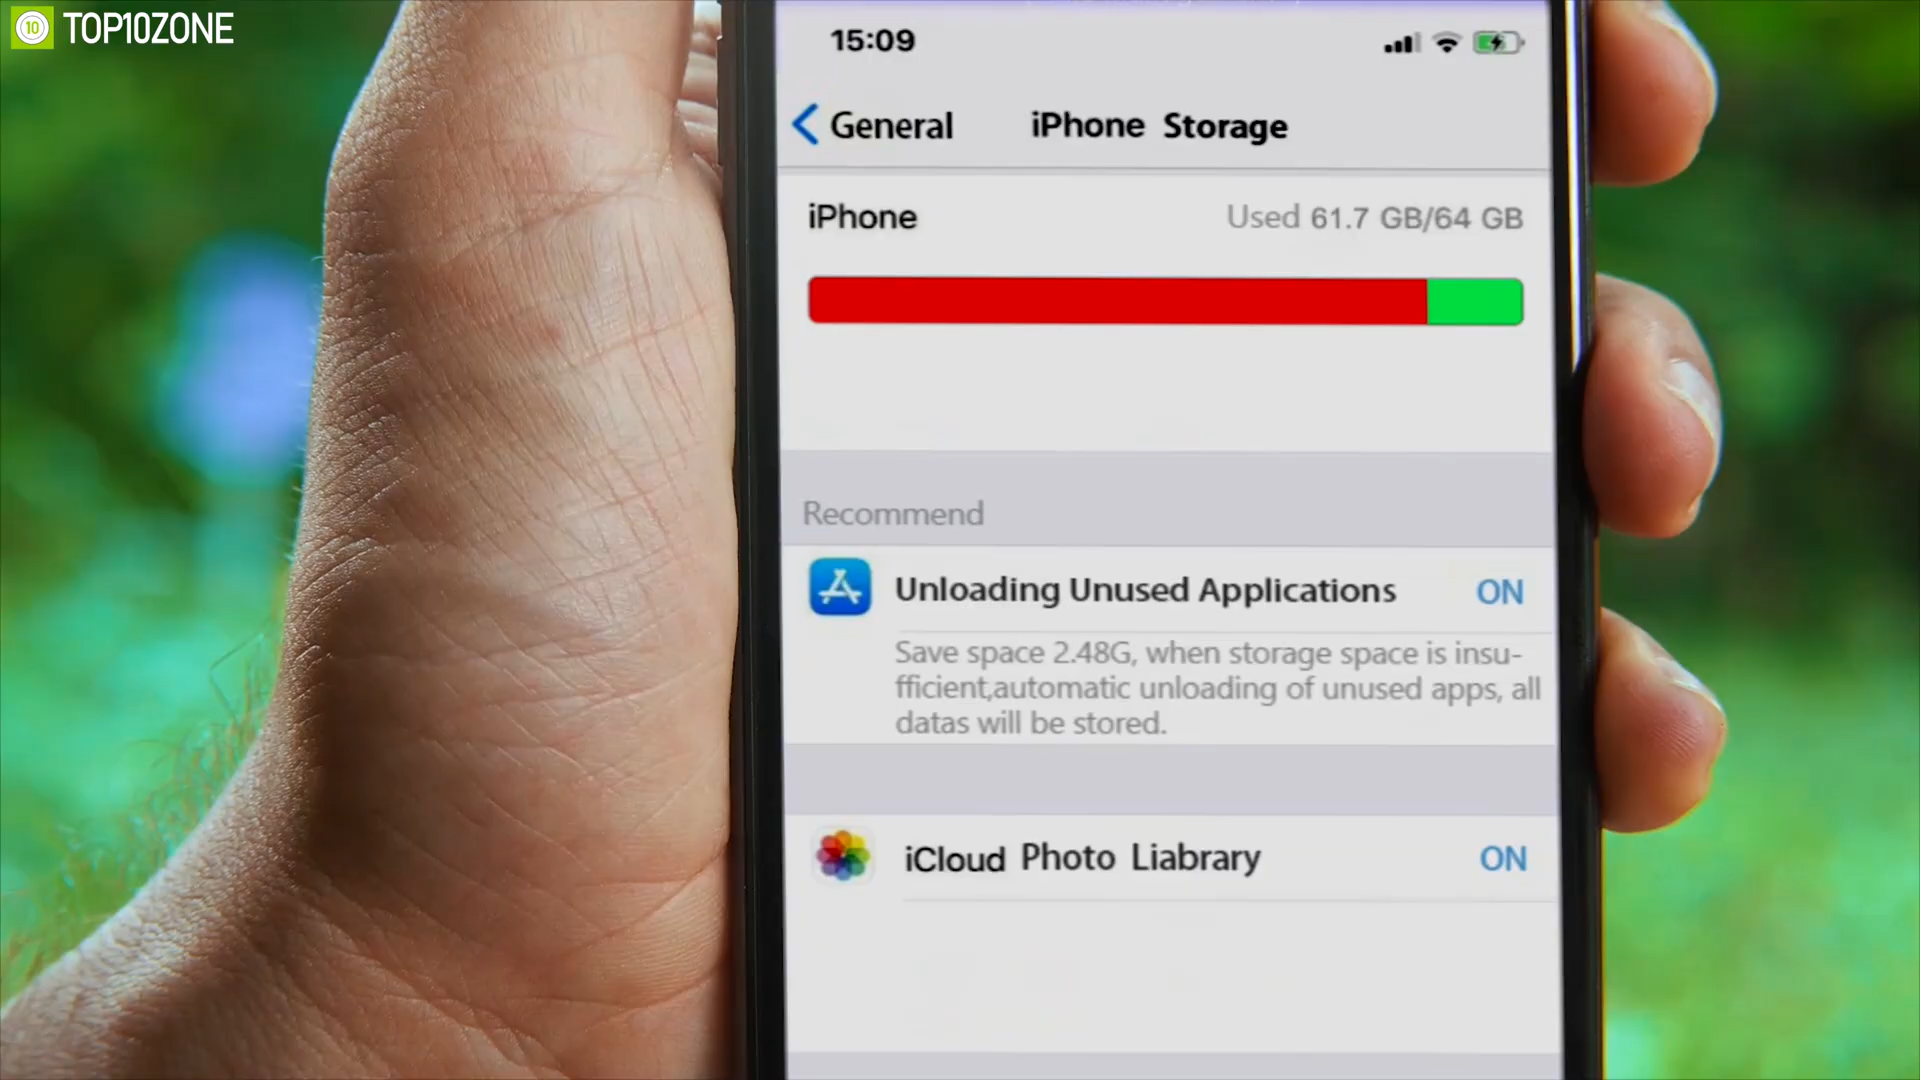 10 TOP10ZONE
15:09
General iPhone Storage
iPhone Used 61.7 GB/64 GB
Recommend
Unloading Unused Applications ON
Save space 2.48G, when storage space is insu-
fficient,automatic unloading of unused apps, all
datas will be stored.
iCloud Photo Liabrary ON